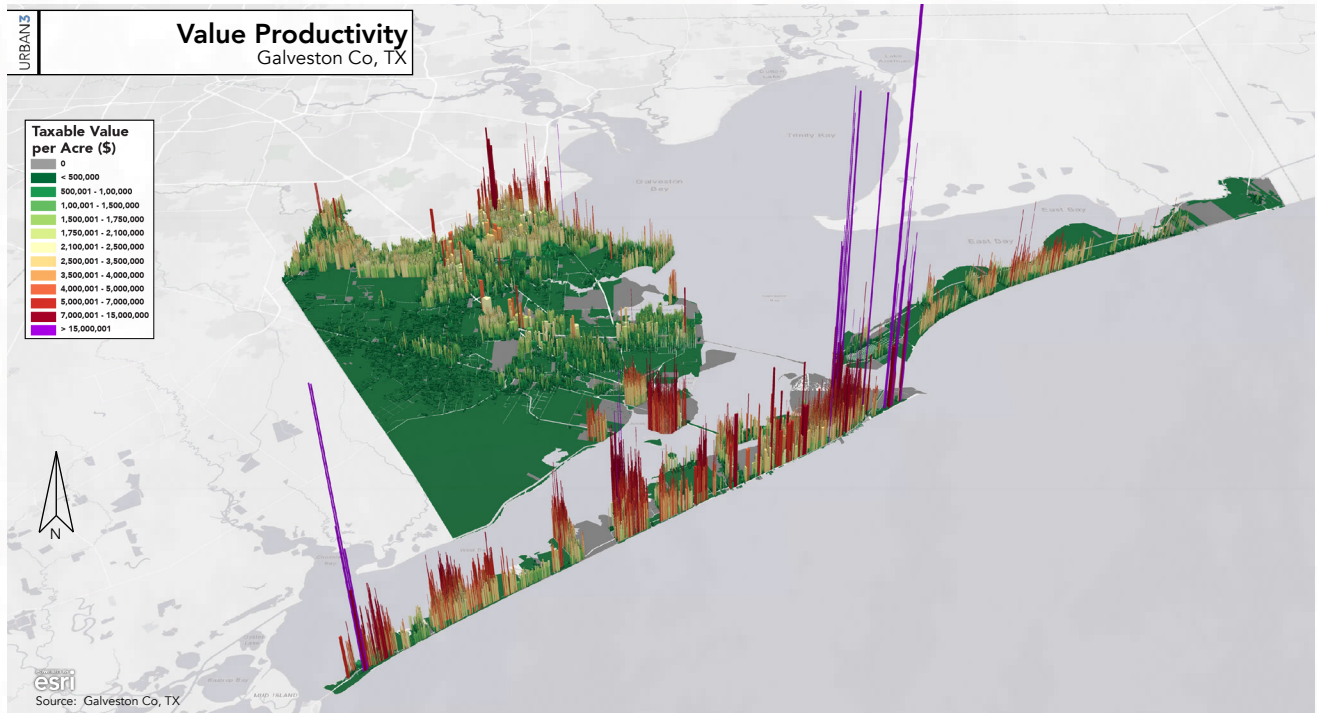 URBAN3
Value Productivity
Galveston Co, TX
Taxable Value
per Acre ($)
0
< 500,000
500,001 - 1,00,000
1,00,001 - 1,500,000
1,500,001 - 1,750,000
1,750,001 - 2,100,000
2,100,001 - 2,500,000
2,500,001 - 3,500,000
3,500,001 - 4,000,000
4,000,001 - 5,000,000
5,000,001 - 7,000,000
7,000,001 - 15,000,000
> 15,000,001
Trinity Bay
Galveston
Bay
East Bay
East Bay
N
MUD ISLAND
esri
Source: Galveston Co, TX